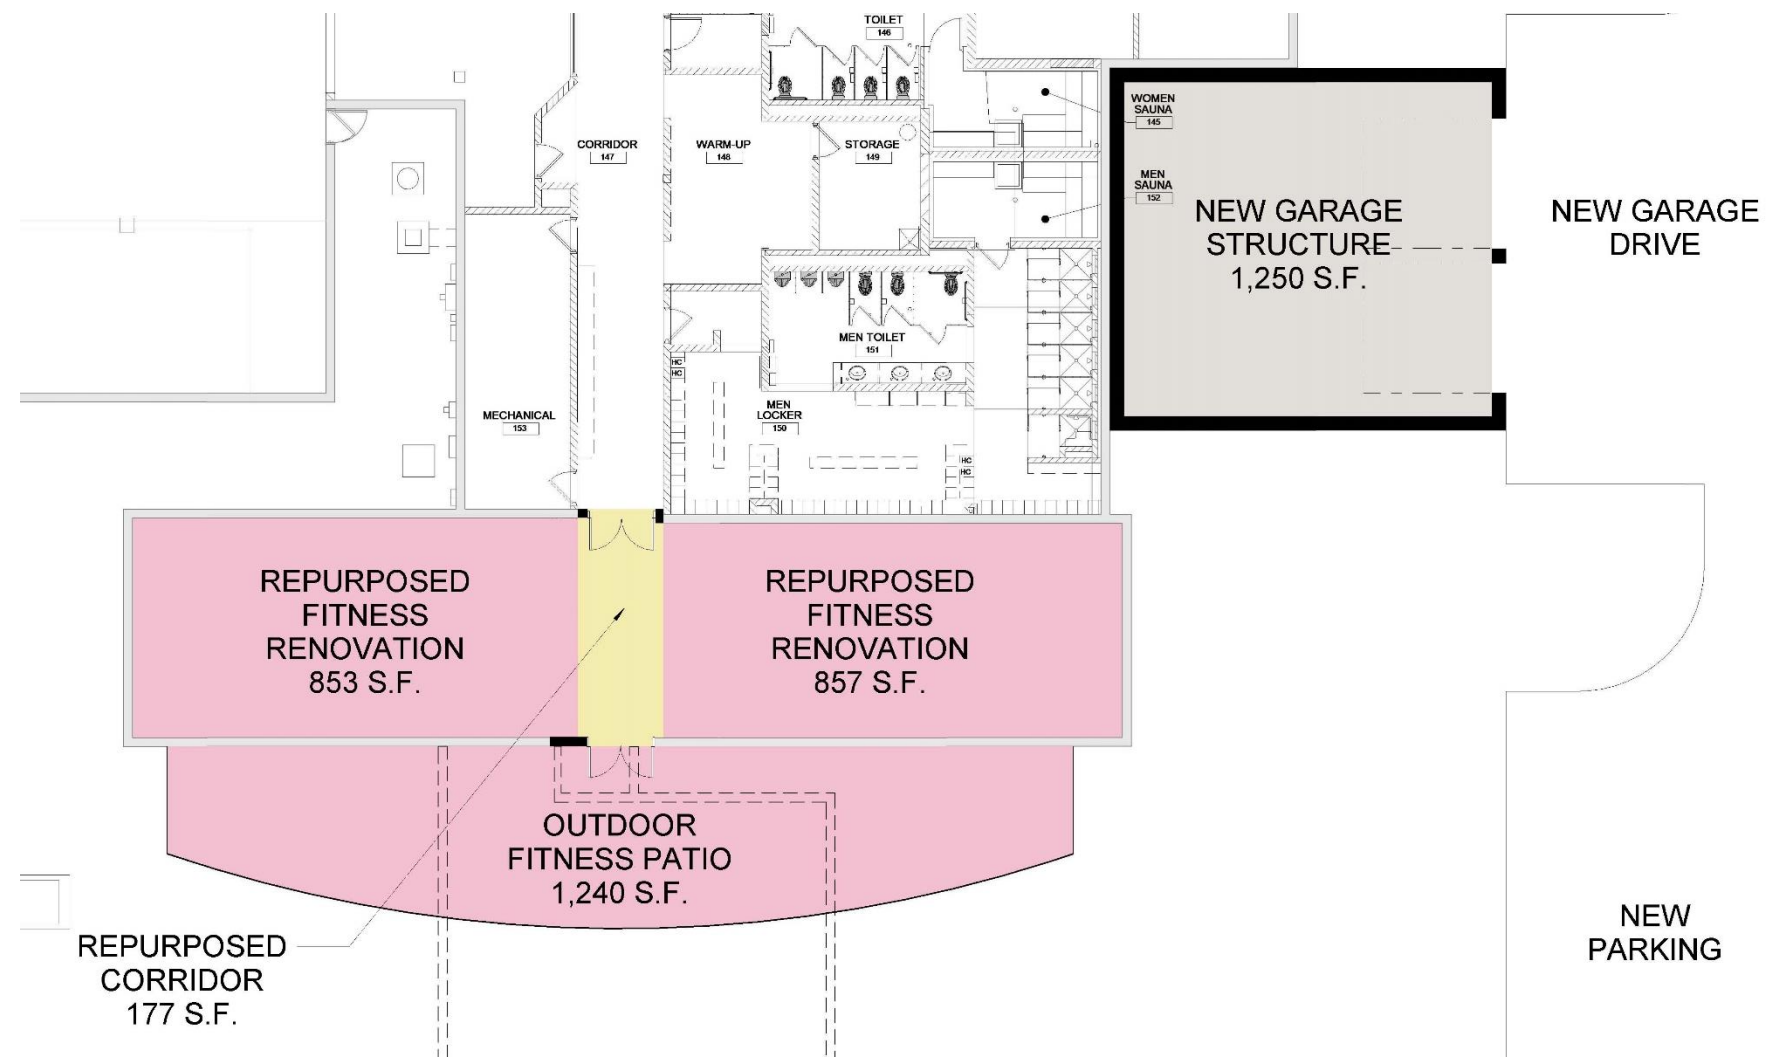 TOILET
146
WOMEN
SAUNA
145
CORRIDOR
147
WARM-UP
148
STORAGE
149
MEN
SAUNA
152
NEW GARAGE
STRUCTURE
1,250 S.F.
NEW GARAGE
DRIVE
MEN TOILET
151
HC
HC
MECHANICAL
153
MEN
LOCKER
150
HC
HC
REPURPOSED
FITNESS
RENOVATION
853 S.F.
REPURPOSED
FITNESS
RENOVATION
857 S.F.
OUTDOOR
FITNESS PATIO
1,240 S.F.
REPURPOSED
CORRIDOR
177 S.F.
NEW
PARKING